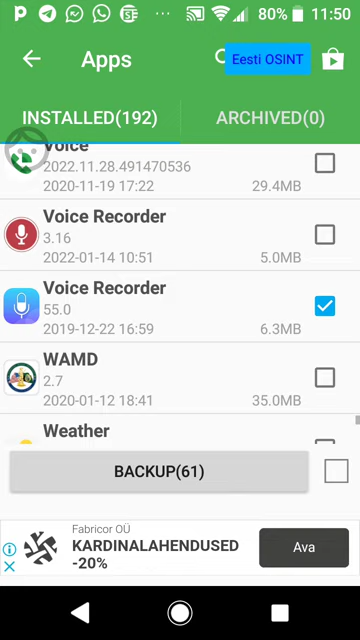 80% 11:50
Apps
Eesti OSINT
INSTALLED(192)
ARCHIVED(0)
Voice
2022.11.28.491470536
2020-11-19 17:22 29.4MB
Voice Recorder
3.16
2022-01-14 10:51 5.0MB
Voice Recorder
55.0
2019-12-22 16:59 6.3MB
WAMD
2.7
2020-01-12 18:41 35.0MB
Weather
BACKUP(61)
Fabricor OÜ
KARDINALAHENDUSED
-20%
Ava